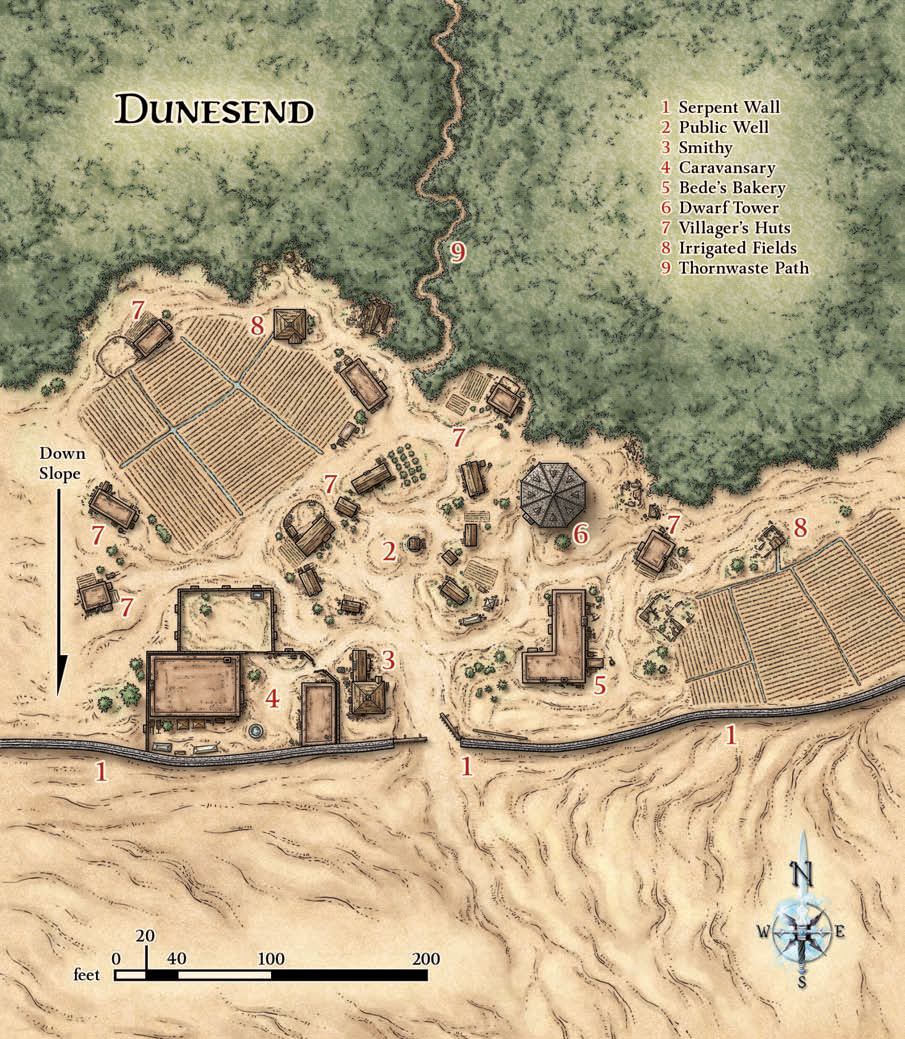 Dunesend
1 Serpent Wall
2 Public Well
3 Smithy
4 Caravansary
5 Bede's Bakery
6 Dwarf Tower
7 Villager's Huts
8 Irrigated Fields
9 Thornwaste Path
9
7
8
7
Down
Slope
7
7
7
8
6
2
7
3
4
5
1
1
1
N
W E
S
20
feet 0 40 100 200